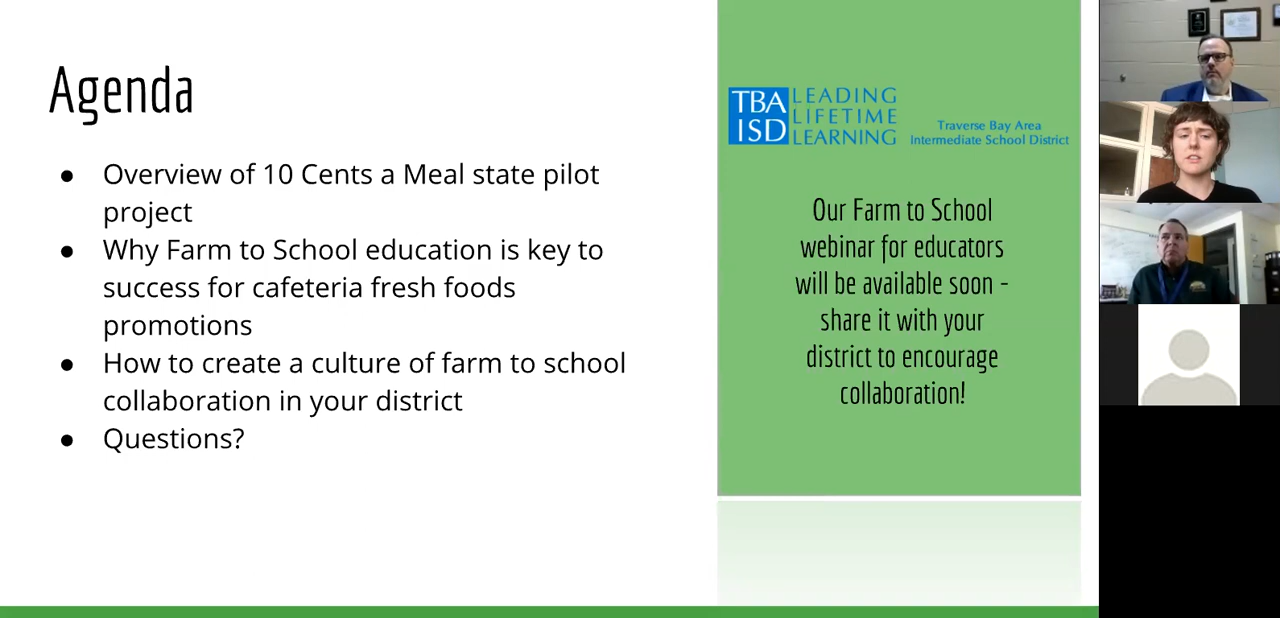 Agenda
● Overview of 10 Cents a Meal state pilot
project
● Why Farm to School education is key to
success for cafeteria fresh foods
promotions
● How to create a culture of farm to school
collaboration in your district
● Questions?
TBA
ISD
LEADING
LIFETIME
LEARNING
Traverse Bay Area
Intermediate School District
Our Farm to School
webinar for educators
will be available soon -
share it with your
district to encourage
collaboration!